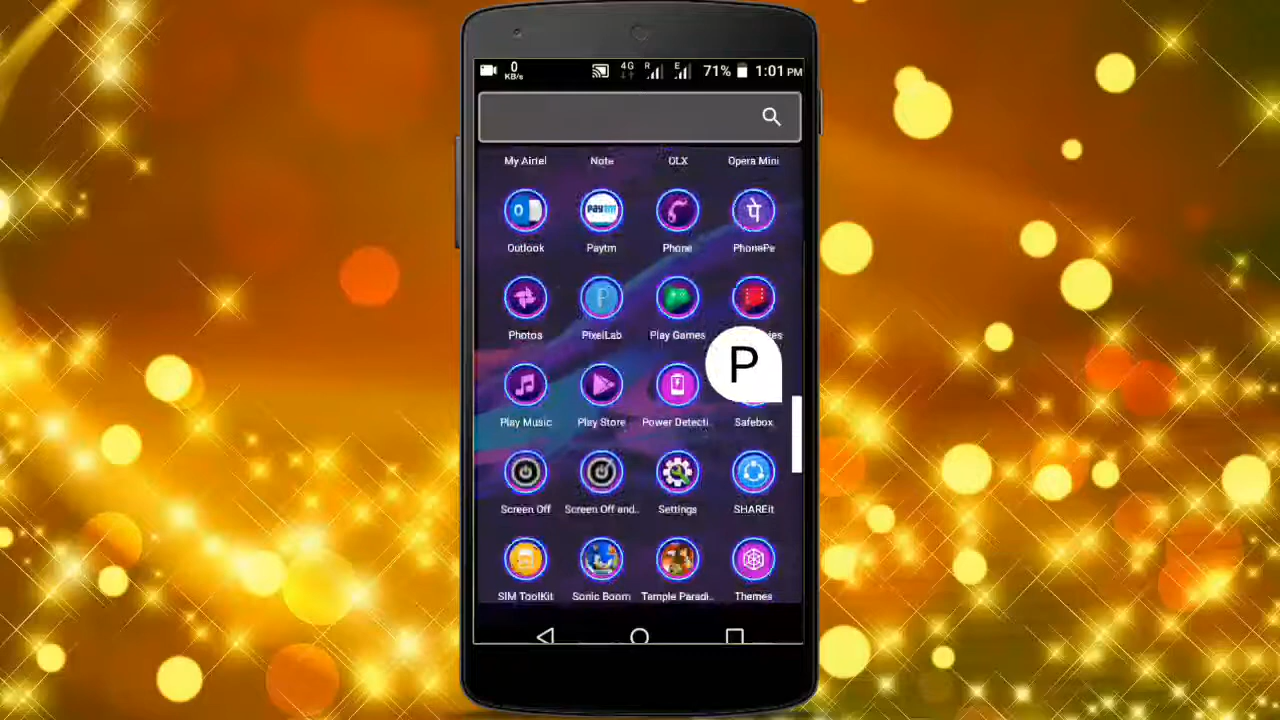 0
KB/s
4G R E 71% 1:01 PM
My Airtel Note OLX Opera Mini
Paytm
पे
Outlook Paytm Phone PhonePe
P
Photos PixelLab Play Games ies
P
Play Music Play Store Power Detecti Safebox
Screen Off Screen Off and.. Settings SHAREit
SIM ToolKit Sonic Boom Temple Paradi.. Themes